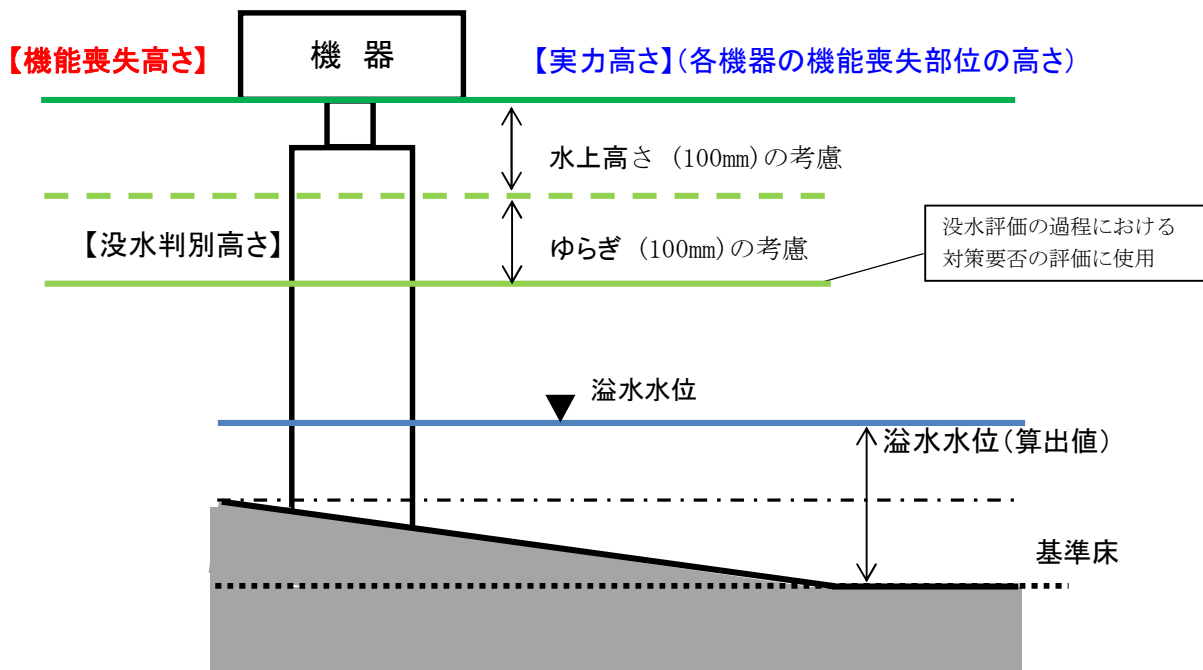 【機能喪失高さ】
機 器
【実力高さ】(各機器の機能喪失部位の高さ)
水上高さ (100mm)の考慮
【没水判別高さ】
ゆらぎ (100mm)の考慮
没水評価の過程における
対策要否の評価に使用
溢水水位
溢水水位(算出値)
基準床